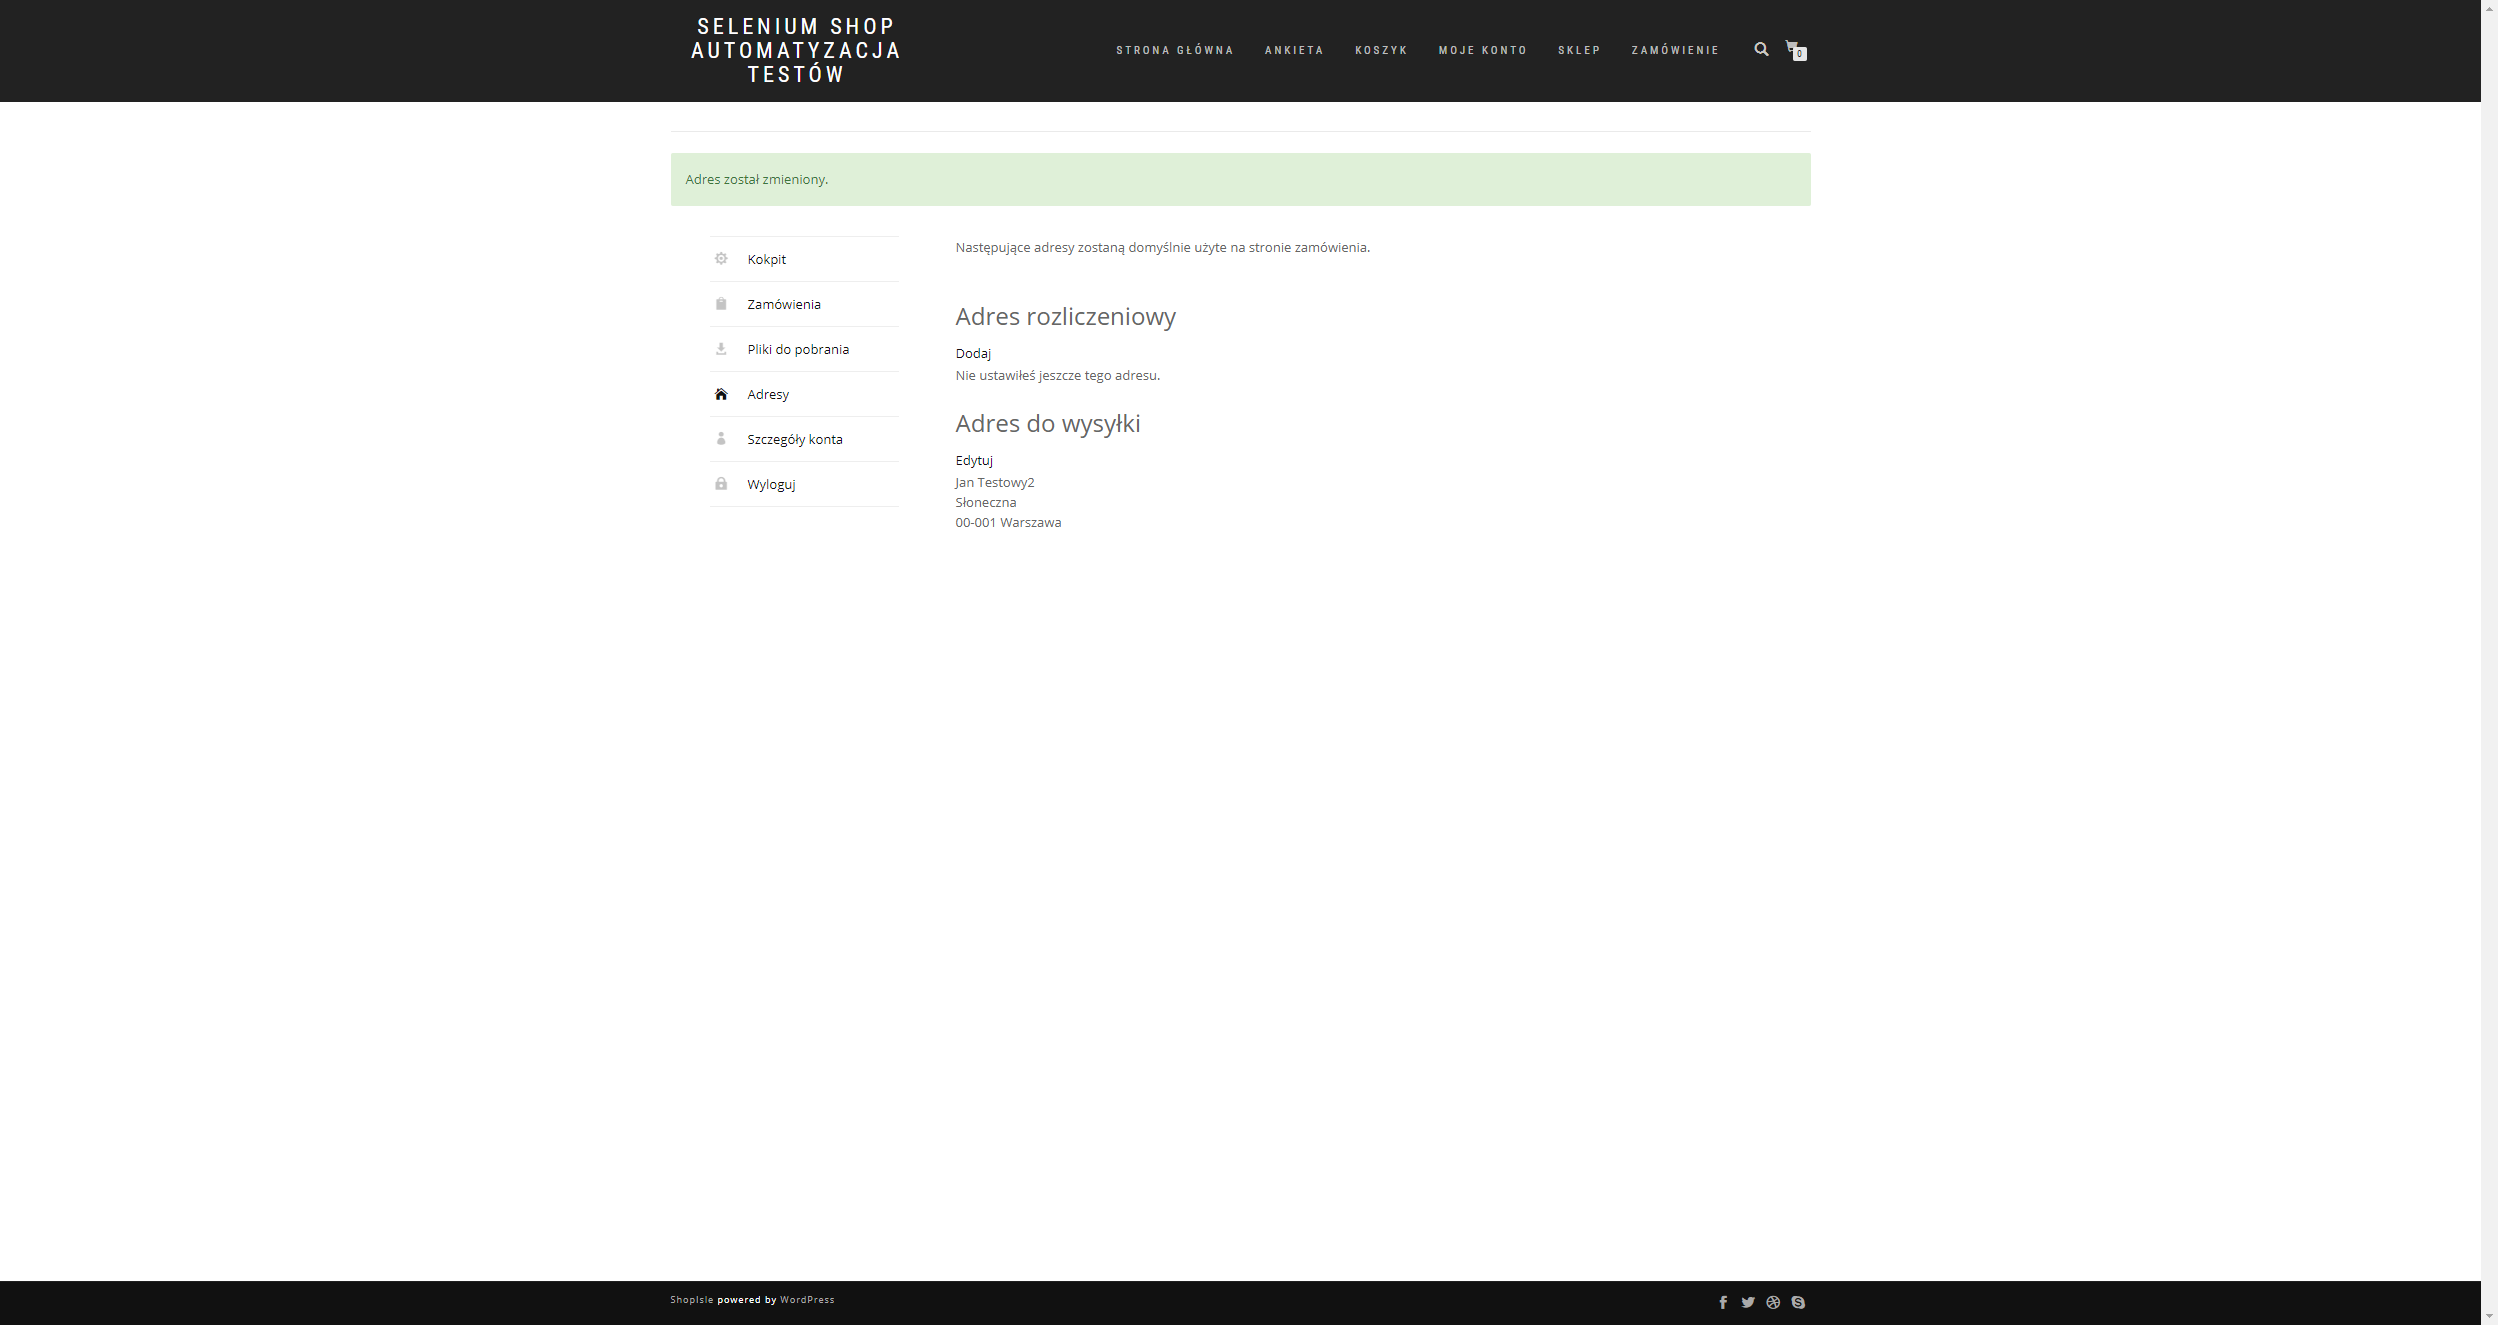 SELENIUM SHOP
AUTOMATYZACJA
TESTÓW
STRONA GŁÓWNA ANKIETA KOSZYK MOJE KONTO SKLEP ZAMÓWIENIE 0
Adres został zmieniony.
Kokpit
Zamówienia
Pliki do pobrania
Adresy
Szczegóły konta
Wyloguj
Następujące adresy zostaną domyślnie użyte na stronie zamówienia.
Adres rozliczeniowy
Dodaj
Nie ustawiłeś jeszcze tego adresu.
Adres do wysyłki
Edytuj
Jan Testowy2
Słoneczna
00-001 Warszawa
ShopIsle powered by WordPress